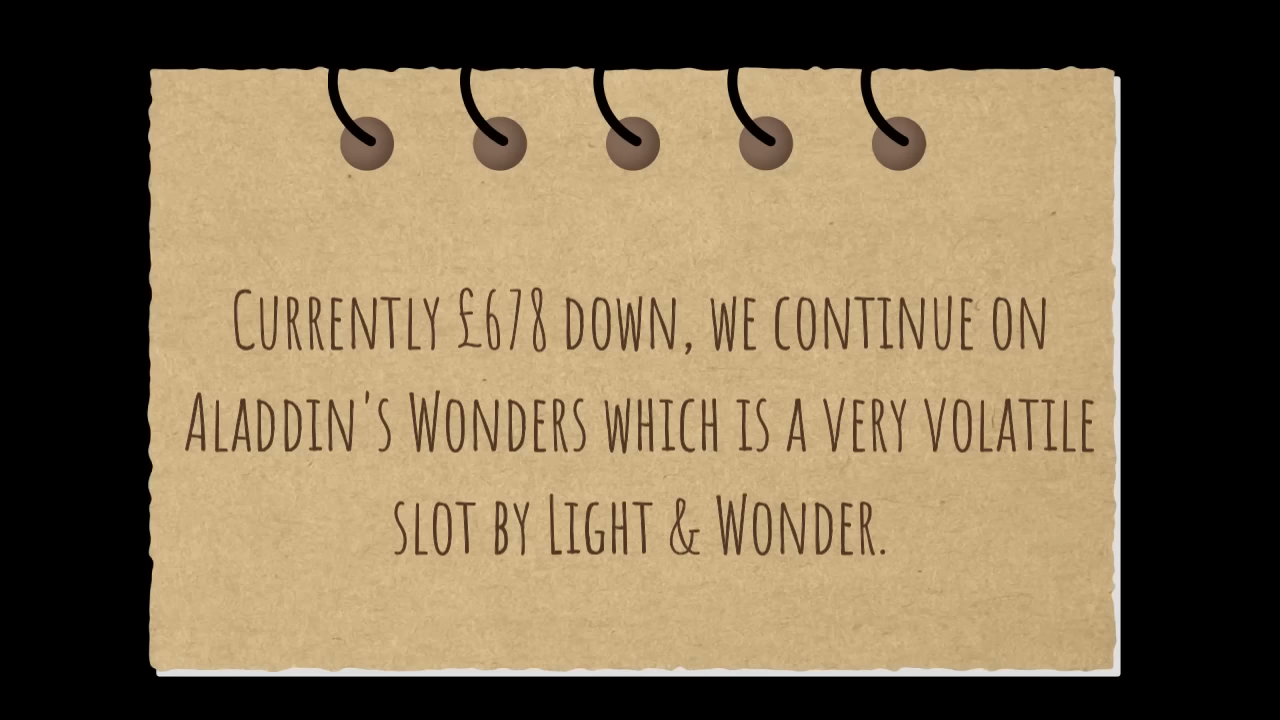 Currently £678 down, we continue on
Aladdin's Wonders which is a very volatile
slot by Light & Wonder.